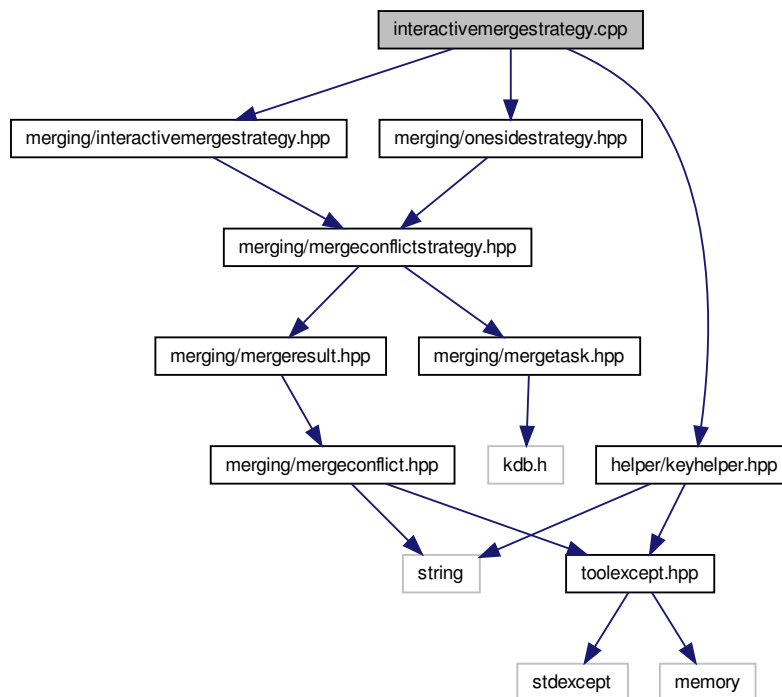 interactivemergestrategy.cpp
merging/interactivemergestrategy.hpp
merging/onesidestrategy.hpp
merging/mergeconflictstrategy.hpp
merging/mergeresult.hpp
merging/mergetask.hpp
merging/mergeconflict.hpp
kdb.h
helper/keyhelper.hpp
string
toolexcept.hpp
stdexcept
memory